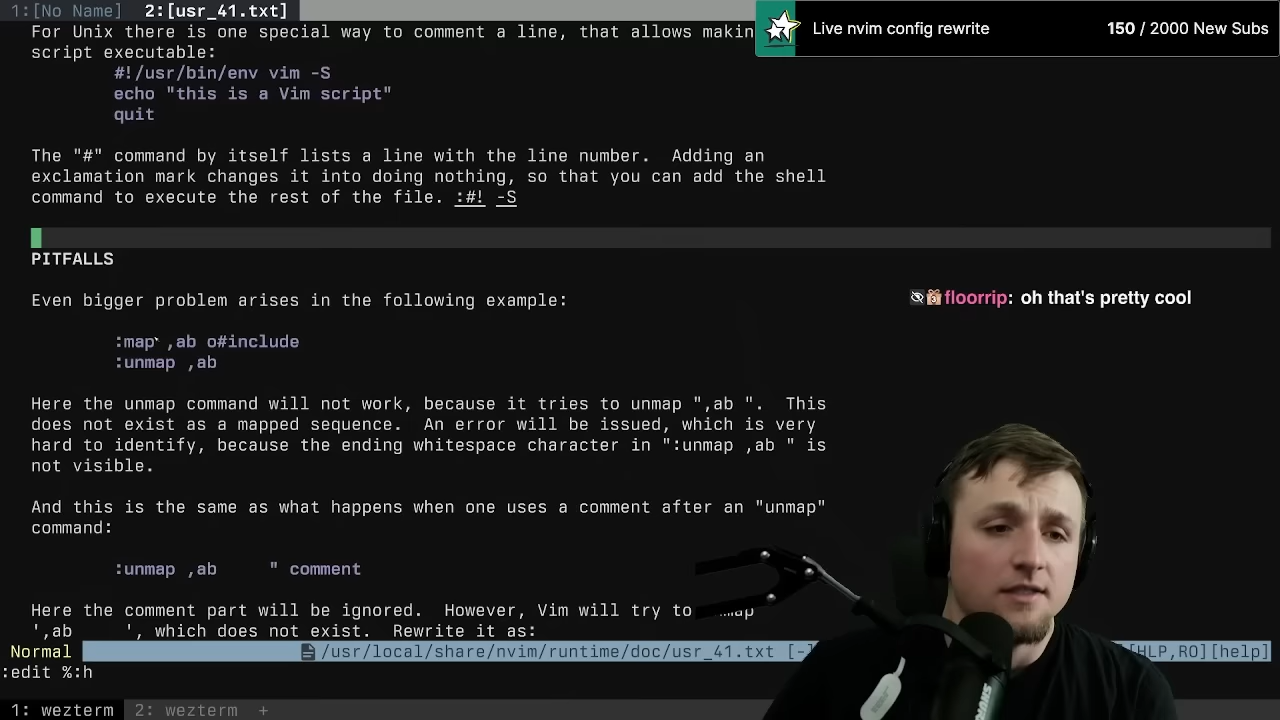 1:[No Name]  2:[usr_41.txt]
Live nvim config rewrite 150 / 2000 New Subs
For Unix there is one special way to comment a line, that allows makin
script executable:
#!/usr/bin/env vim -S
echo "this is a Vim script"
quit
The "#" command by itself lists a line with the line number.  Adding an
exclamation mark changes it into doing nothing, so that you can add the shell
command to execute the rest of the file. :#! -S
PITFALLS
Even bigger problem arises in the following example:
floorrip: oh that's pretty cool
:map ,ab o#include
:unmap ,ab
Here the unmap command will not work, because it tries to unmap ",ab ".  This
does not exist as a mapped sequence.  An error will be issued, which is very
hard to identify, because the ending whitespace character in ":unmap ,ab " is
not visible.
And this is the same as what happens when one uses a comment after an "unmap"
command:
:unmap ,ab     " comment
Here the comment part will be ignored.  However, Vim will try to
',ab     ', which does not exist.  Rewrite it as:
Normal /usr/local/share/nvim/runtime/doc/usr_41.txt [-] [HLP,RO][help]
:edit %:h
SHURE
1: wezterm  2: wezterm  +